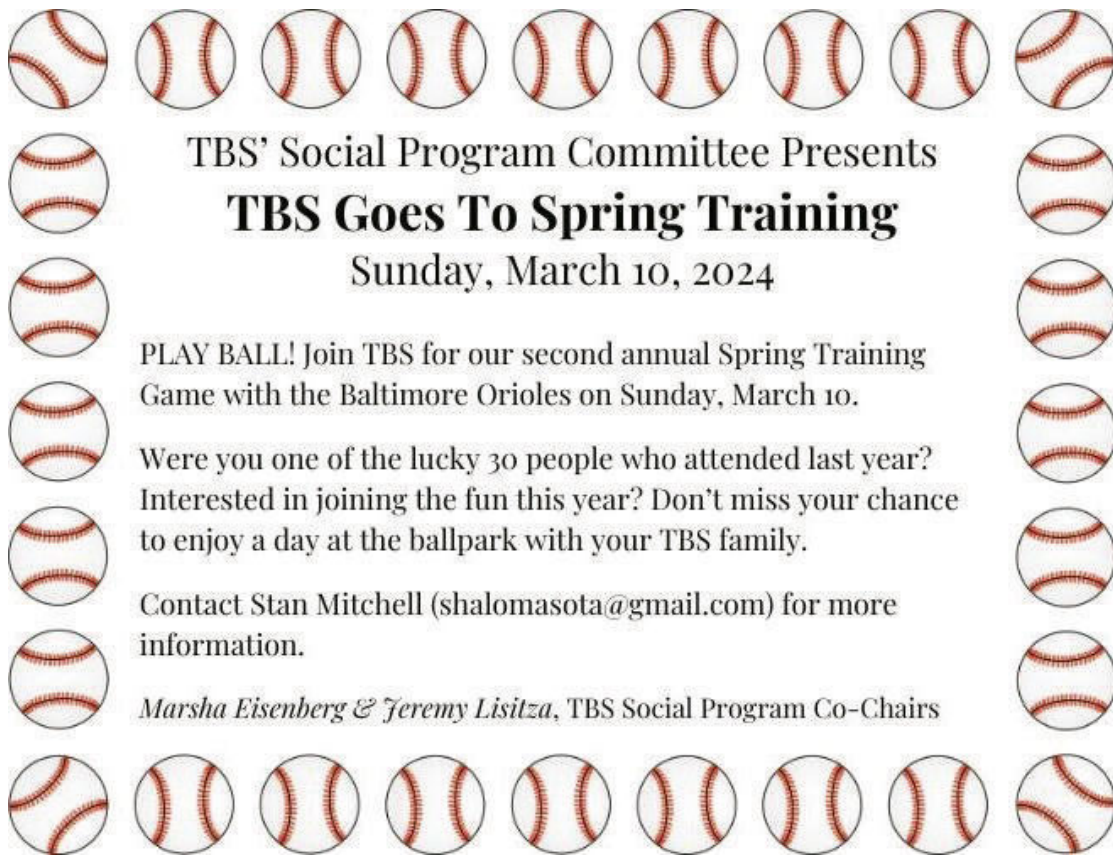 TBS’ Social Program Committee Presents
TBS Goes To Spring Training
Sunday, March 10, 2024
PLAY BALL! Join TBS for our second annual Spring Training
Game with the Baltimore Orioles on Sunday, March 10.
Were you one of the lucky 30 people who attended last year?
Interested in joining the fun this year? Don’t miss your chance
to enjoy a day at the ballpark with your TBS family.
Contact Stan Mitchell (shalomasota@gmail.com) for more
information.
Marsha Eisenberg & Jeremy Lisitza, TBS Social Program Co-Chairs